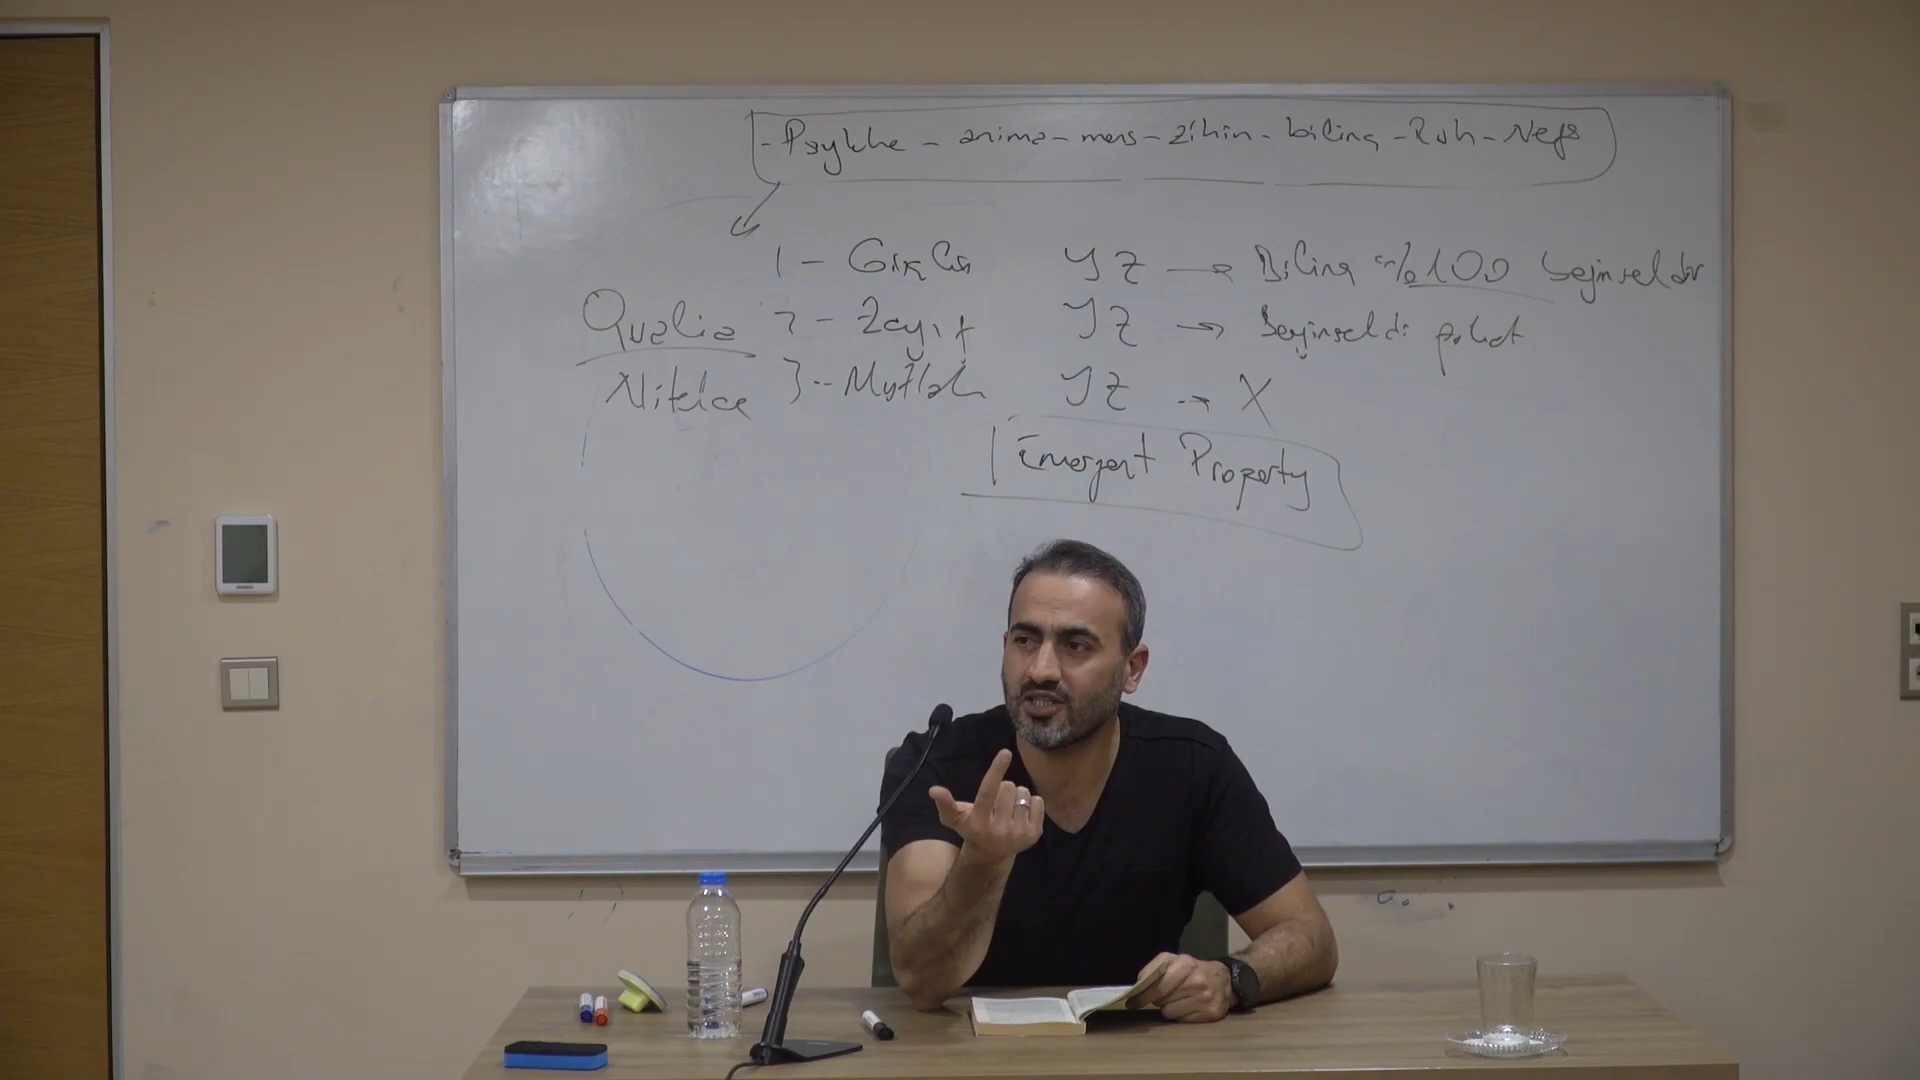 - Psykhe - anima - mens - zihin - bilinç - Ruh - Nefs
1 - Güçlü YZ → Bilinç %100 beyinseldir
Qualia 2 - Zayıf YZ → Beyinseldir
Nitelce 3 - Mutlak YZ → X
Emergent Property